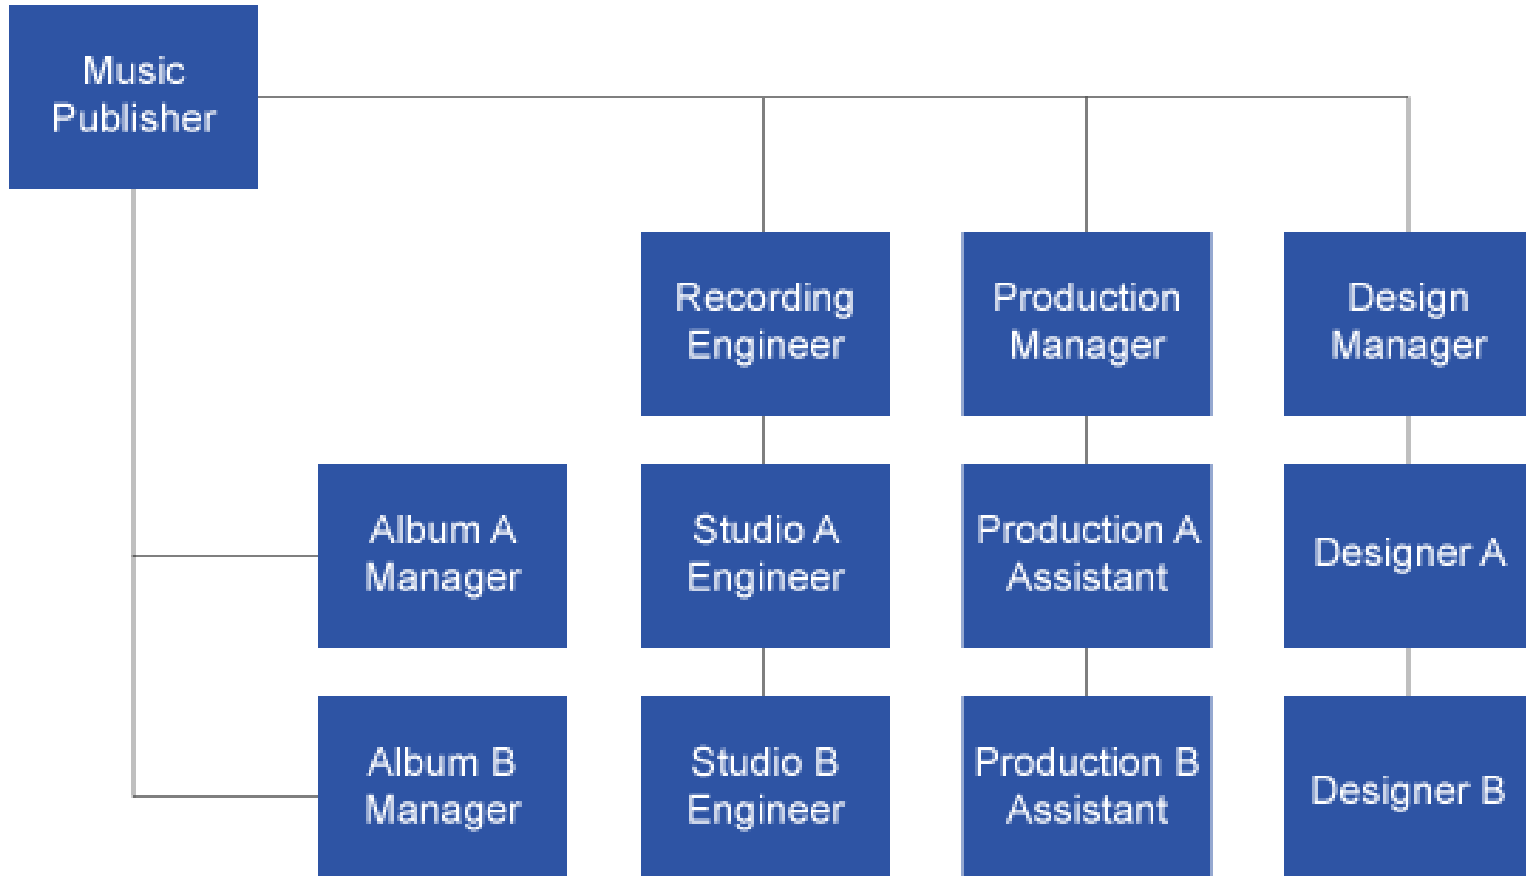 Music
Publisher
Recording
Engineer
Production
Manager
Design
Manager
Album A
Manager
Studio A
Engineer
Production A
Assistant
Designer A
Album B
Manager
Studio B
Engineer
Production B
Assistant
Designer B